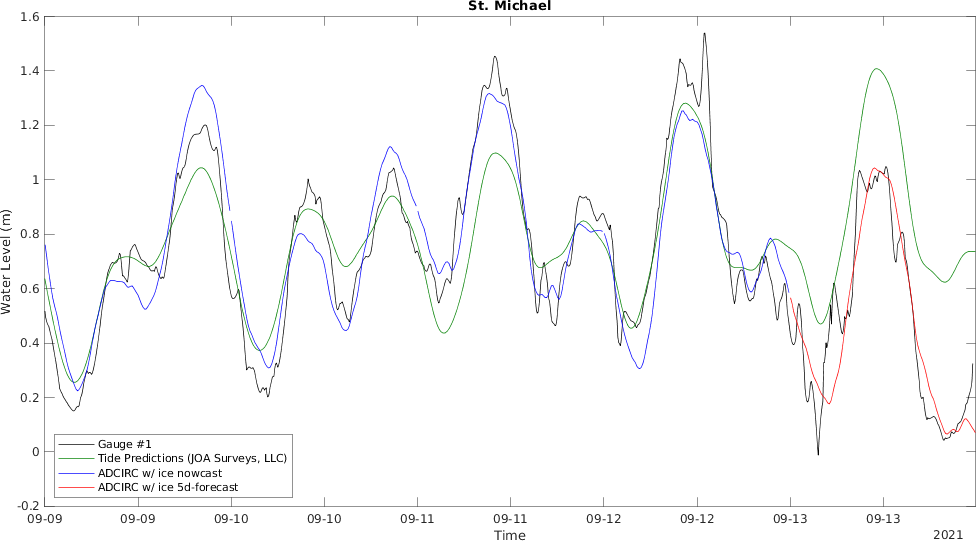 St. Michael
1.6
1.4
1.2
1
0.8
0.6
0.4
0.2
0
-0.2
Water Level (m)
Gauge #1
Tide Predictions (JOA Surveys, LLC)
ADCIRC w/ ice nowcast
ADCIRC w/ ice 5d-forecast
09-09 09-09 09-10 09-10 09-11 09-11 09-12 09-12 09-13 09-13
Time
2021